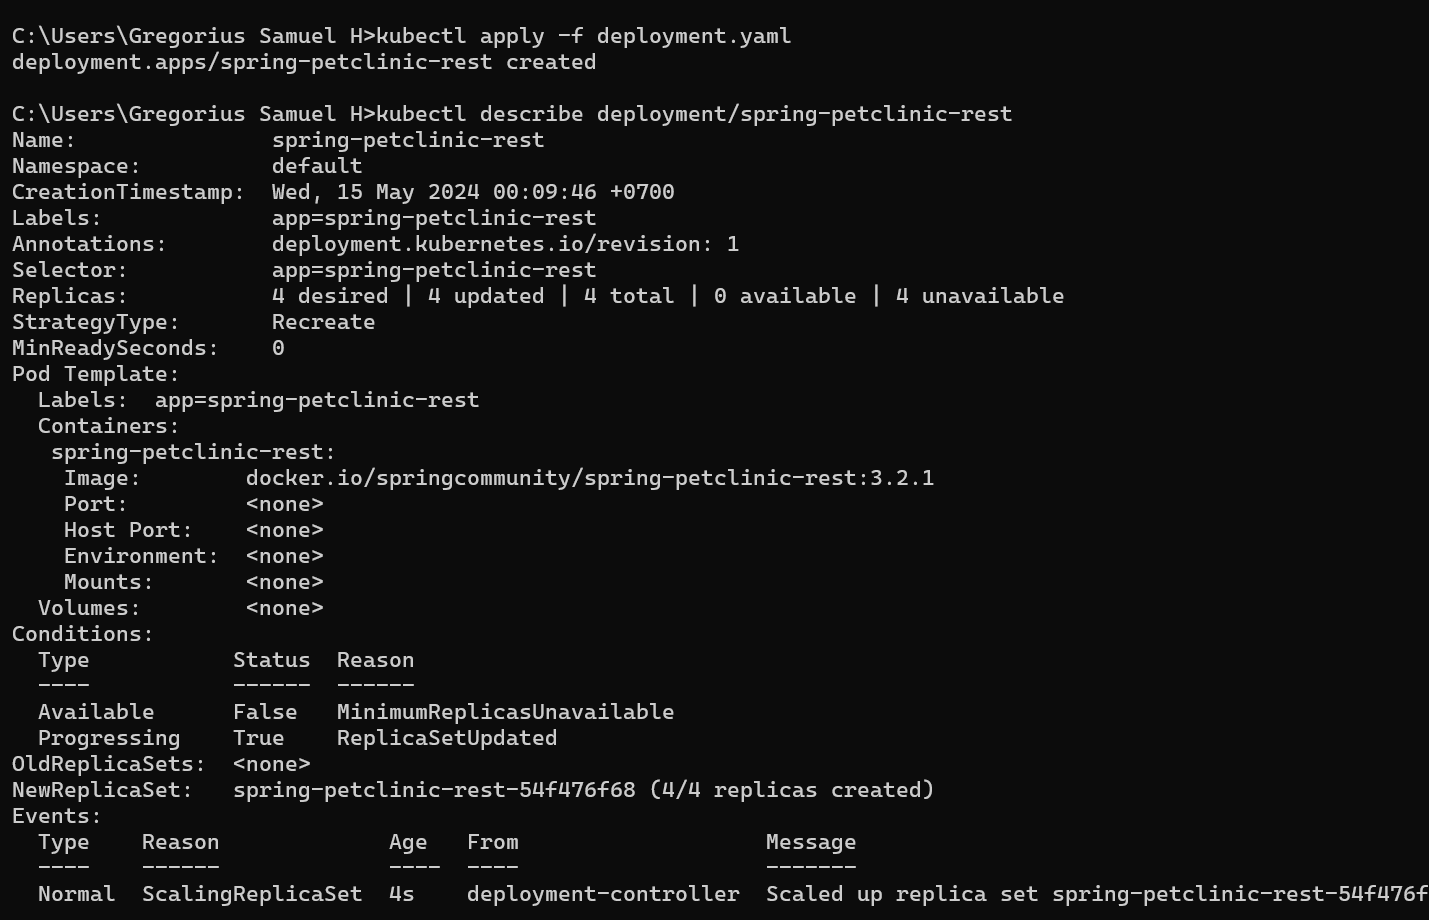 C:\Users\Gregorius Samuel H>kubectl apply -f deployment.yaml
deployment.apps/spring-petclinic-rest created
C:\Users\Gregorius Samuel H>kubectl describe deployment/spring-petclinic-rest
Name:               spring-petclinic-rest
Namespace:          default
CreationTimestamp:  Wed, 15 May 2024 00:09:46 +0700
Labels:             app=spring-petclinic-rest
Annotations:        deployment.kubernetes.io/revision: 1
Selector:           app=spring-petclinic-rest
Replicas:           4 desired | 4 updated | 4 total | 0 available | 4 unavailable
StrategyType:       Recreate
MinReadySeconds:    0
Pod Template:
  Labels:  app=spring-petclinic-rest
  Containers:
   spring-petclinic-rest:
    Image:        docker.io/springcommunity/spring-petclinic-rest:3.2.1
    Port:         <none>
    Host Port:    <none>
    Environment:  <none>
    Mounts:       <none>
  Volumes:        <none>
Conditions:
  Type           Status  Reason
  ----           ------  ------
  Available      False   MinimumReplicasUnavailable
  Progressing    True    ReplicaSetUpdated
OldReplicaSets:  <none>
NewReplicaSet:   spring-petclinic-rest-54f476f68 (4/4 replicas created)
Events:
  Type    Reason             Age   From                   Message
  ----    ------             ----  ----                   -------
  Normal  ScalingReplicaSet  4s    deployment-controller  Scaled up replica set spring-petclinic-rest-54f476f